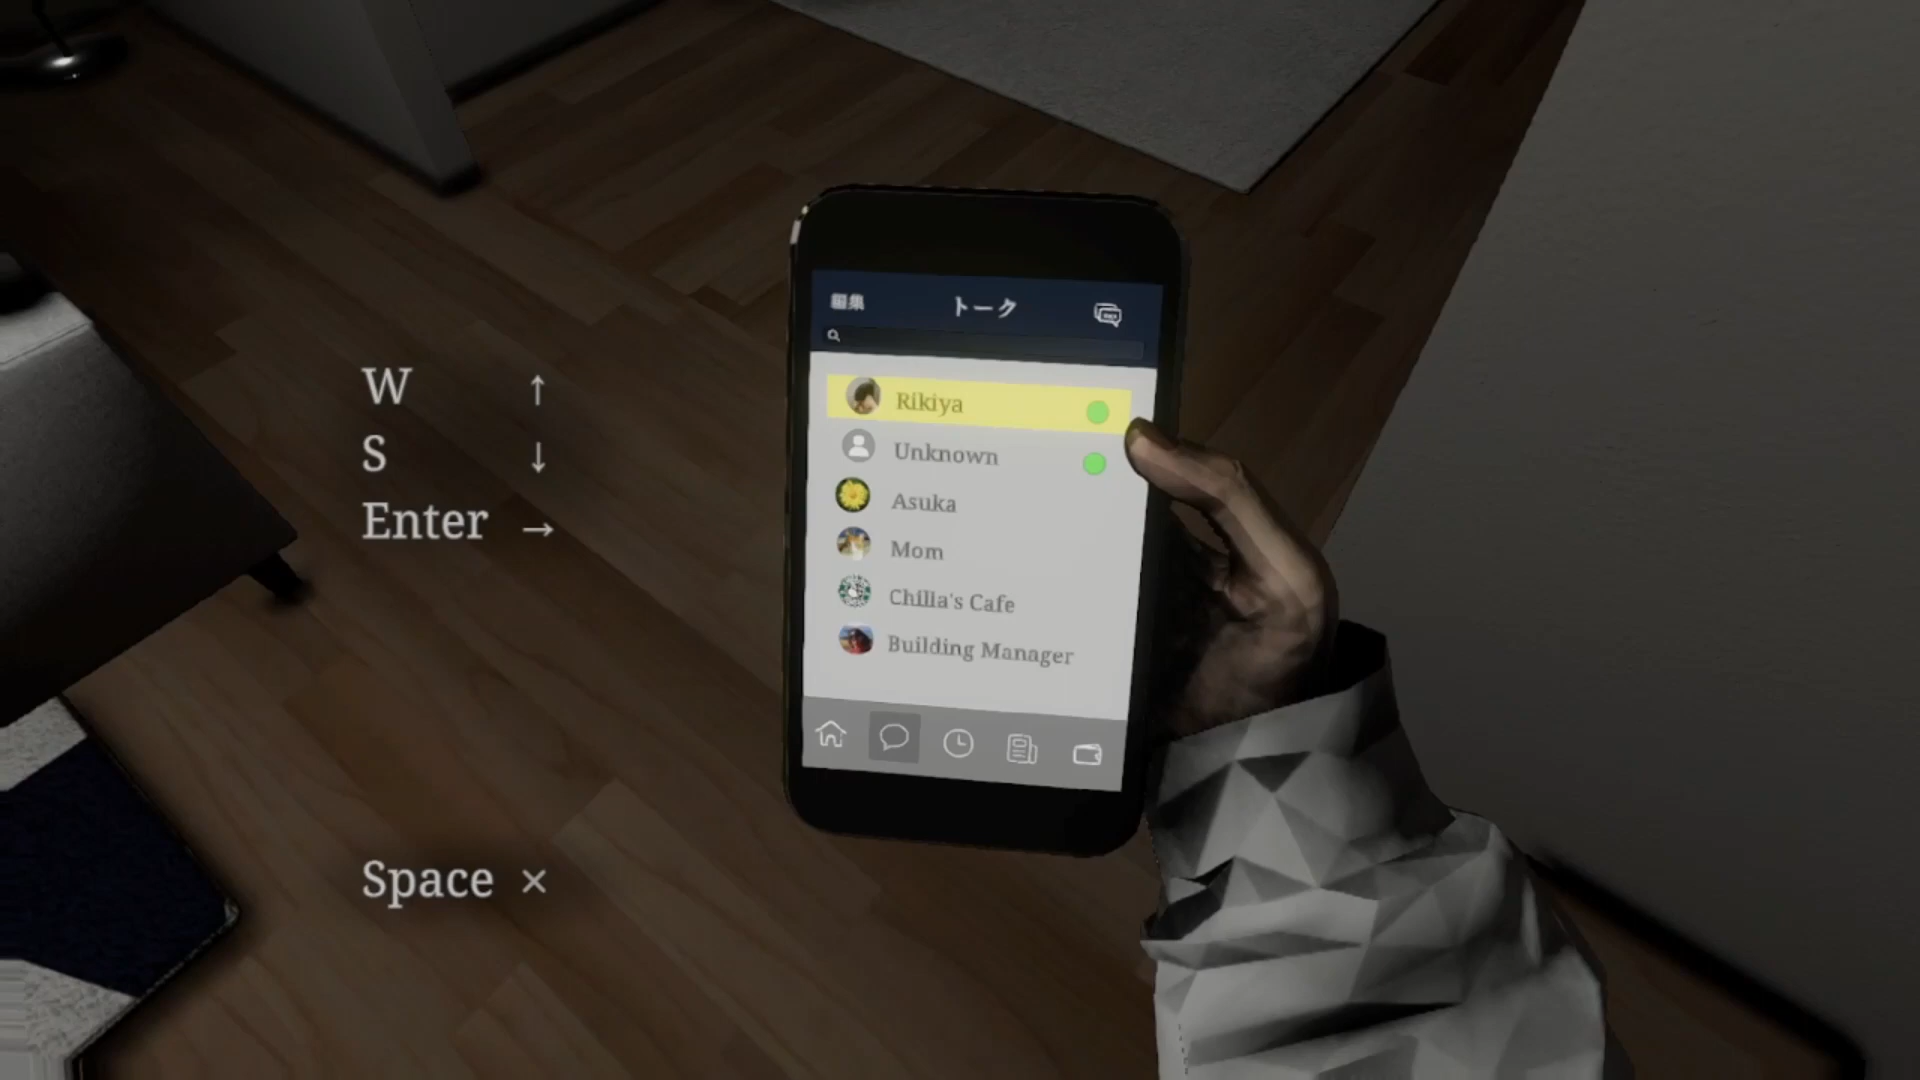 編集 トーク
Rikiya
Unknown
Asuka
Mom
Chilla's Cafe
Building Manager
W ↑
S ↓
Enter →
Space ×